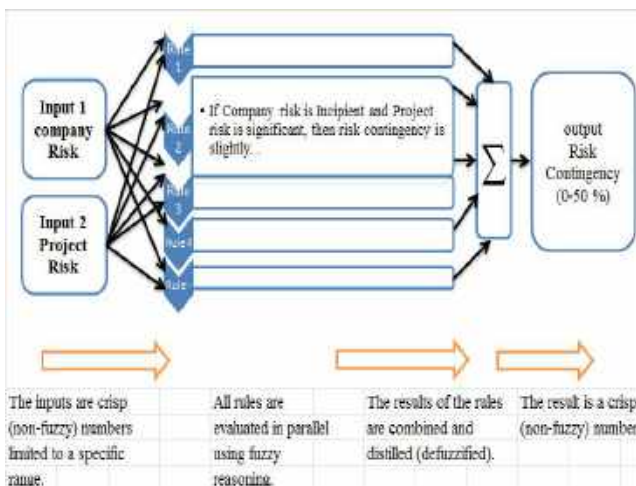 Rule
1
Input 1
company
Risk
• If Company risk is Incipient and Project
risk is significant, then risk contingency is
slightly...
Rule
2
Input 2
Project
Risk
Rule
3
Rule 4
Rule
∑
output
Risk
Contingency
(0-50 %)
The inputs are crisp
(non-fuzzy) numbers
limited to a specific
range.
All rules are
evaluated in parallel
using fuzzy
reasoning.
The results of the rules
are combined and
distilled (defuzzified).
The result is a crisp
(non-fuzzy) number